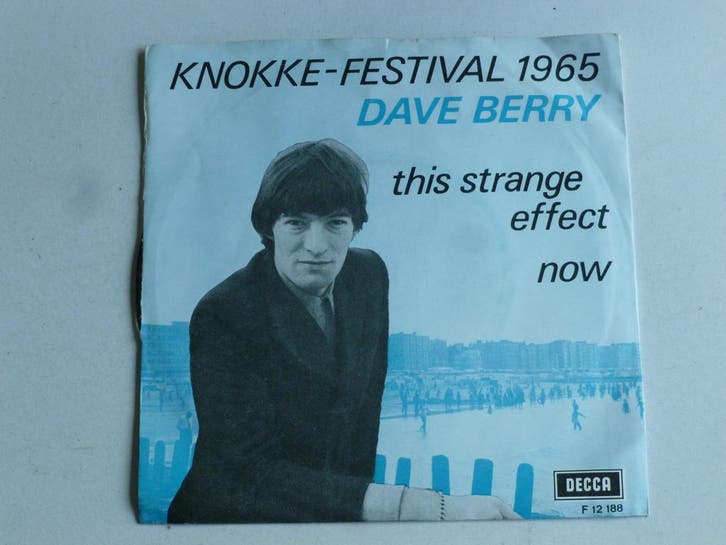 KNOKKE-FESTIVAL 1965
DAVE BERRY
this strange
effect
now
DECCA
F 12 188